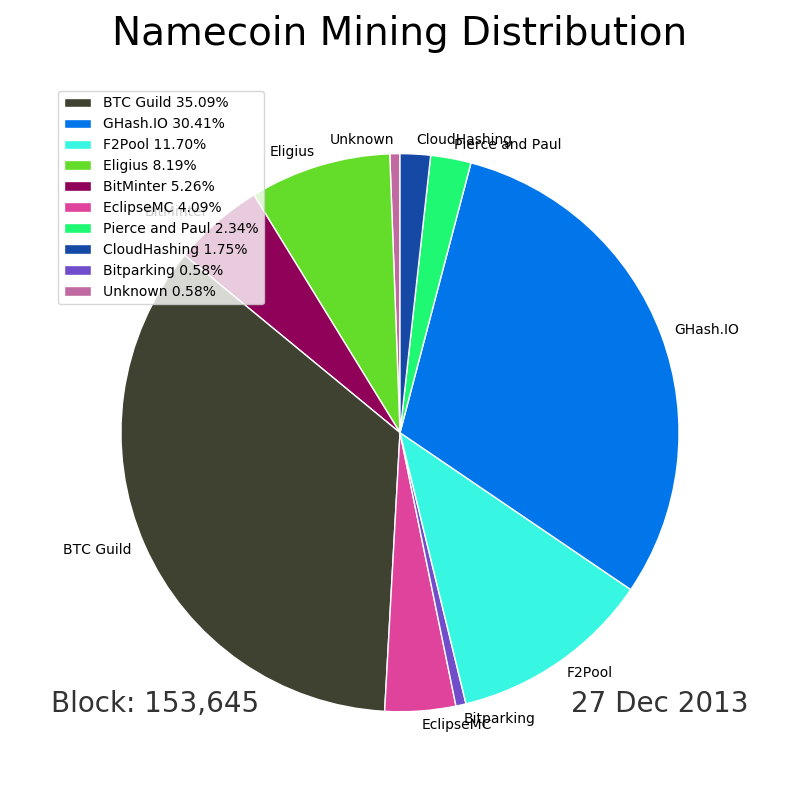 Namecoin Mining Distribution
BTC Guild 35.09%
GHash.IO 30.41%
F2Pool 11.70%
Eligius 8.19%
BitMinter 5.26%
EclipseMC 4.09%
Pierce and Paul 2.34%
CloudHashing 1.75%
Bitparking 0.58%
Unknown 0.58%
Unknown
CloudHashing
Pierce and Paul
Eligius
BitMinter
GHash.IO
BTC Guild
F2Pool
Bitparking
EclipseMC
Block: 153,645
27 Dec 2013